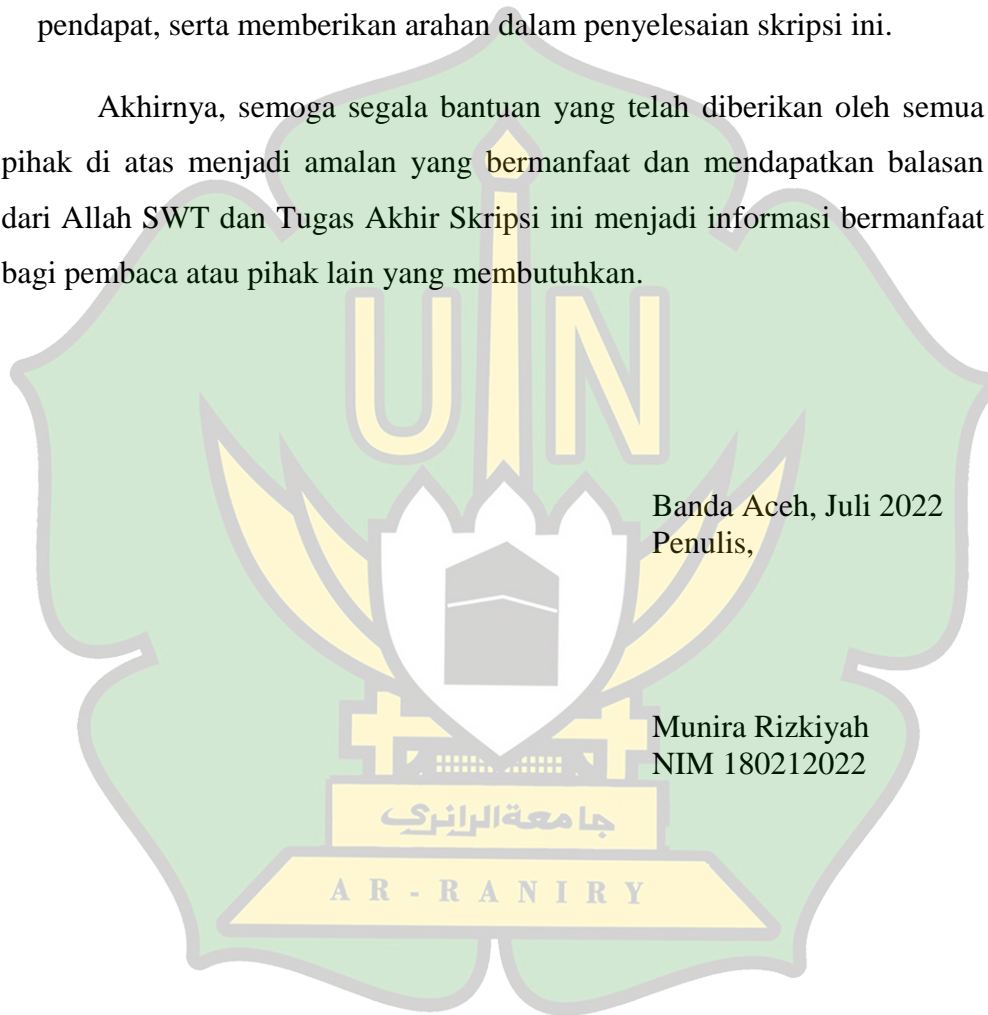 pendapat, serta memberikan arahan dalam penyelesaian skripsi ini.
Akhirnya, semoga segala bantuan yang telah diberikan oleh semua
pihak di atas menjadi amalan yang bermanfaat dan mendapatkan balasan
dari Allah SWT dan Tugas Akhir Skripsi ini menjadi informasi bermanfaat
bagi pembaca atau pihak lain yang membutuhkan.
UIN
Banda Aceh, Juli 2022
Penulis,
Munira Rizkiyah
NIM 180212022
جامعة الرانري
AR-RANIRY